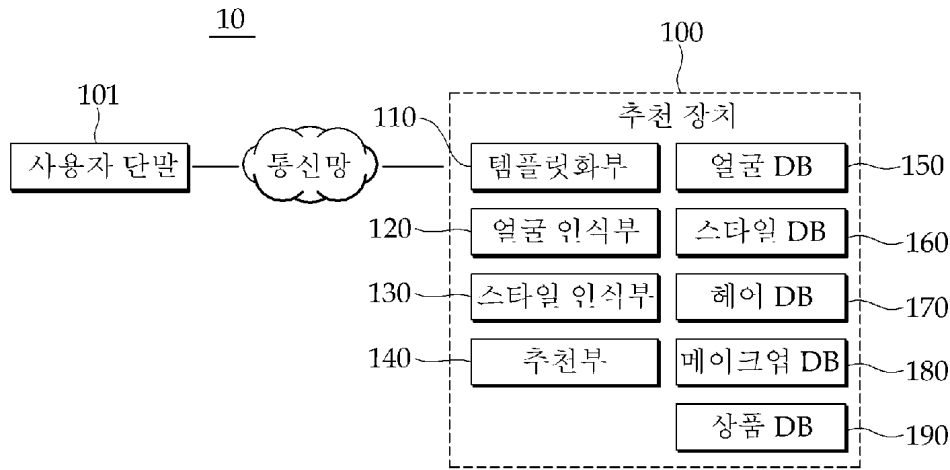 10
100
101
추천 장치
110
사용자 단말
통신망
템플릿화부
얼굴 DB
150
120
얼굴 인식부
스타일 DB
160
130
스타일 인식부
헤어 DB
170
140
추천부
메이크업 DB
180
상품 DB
190